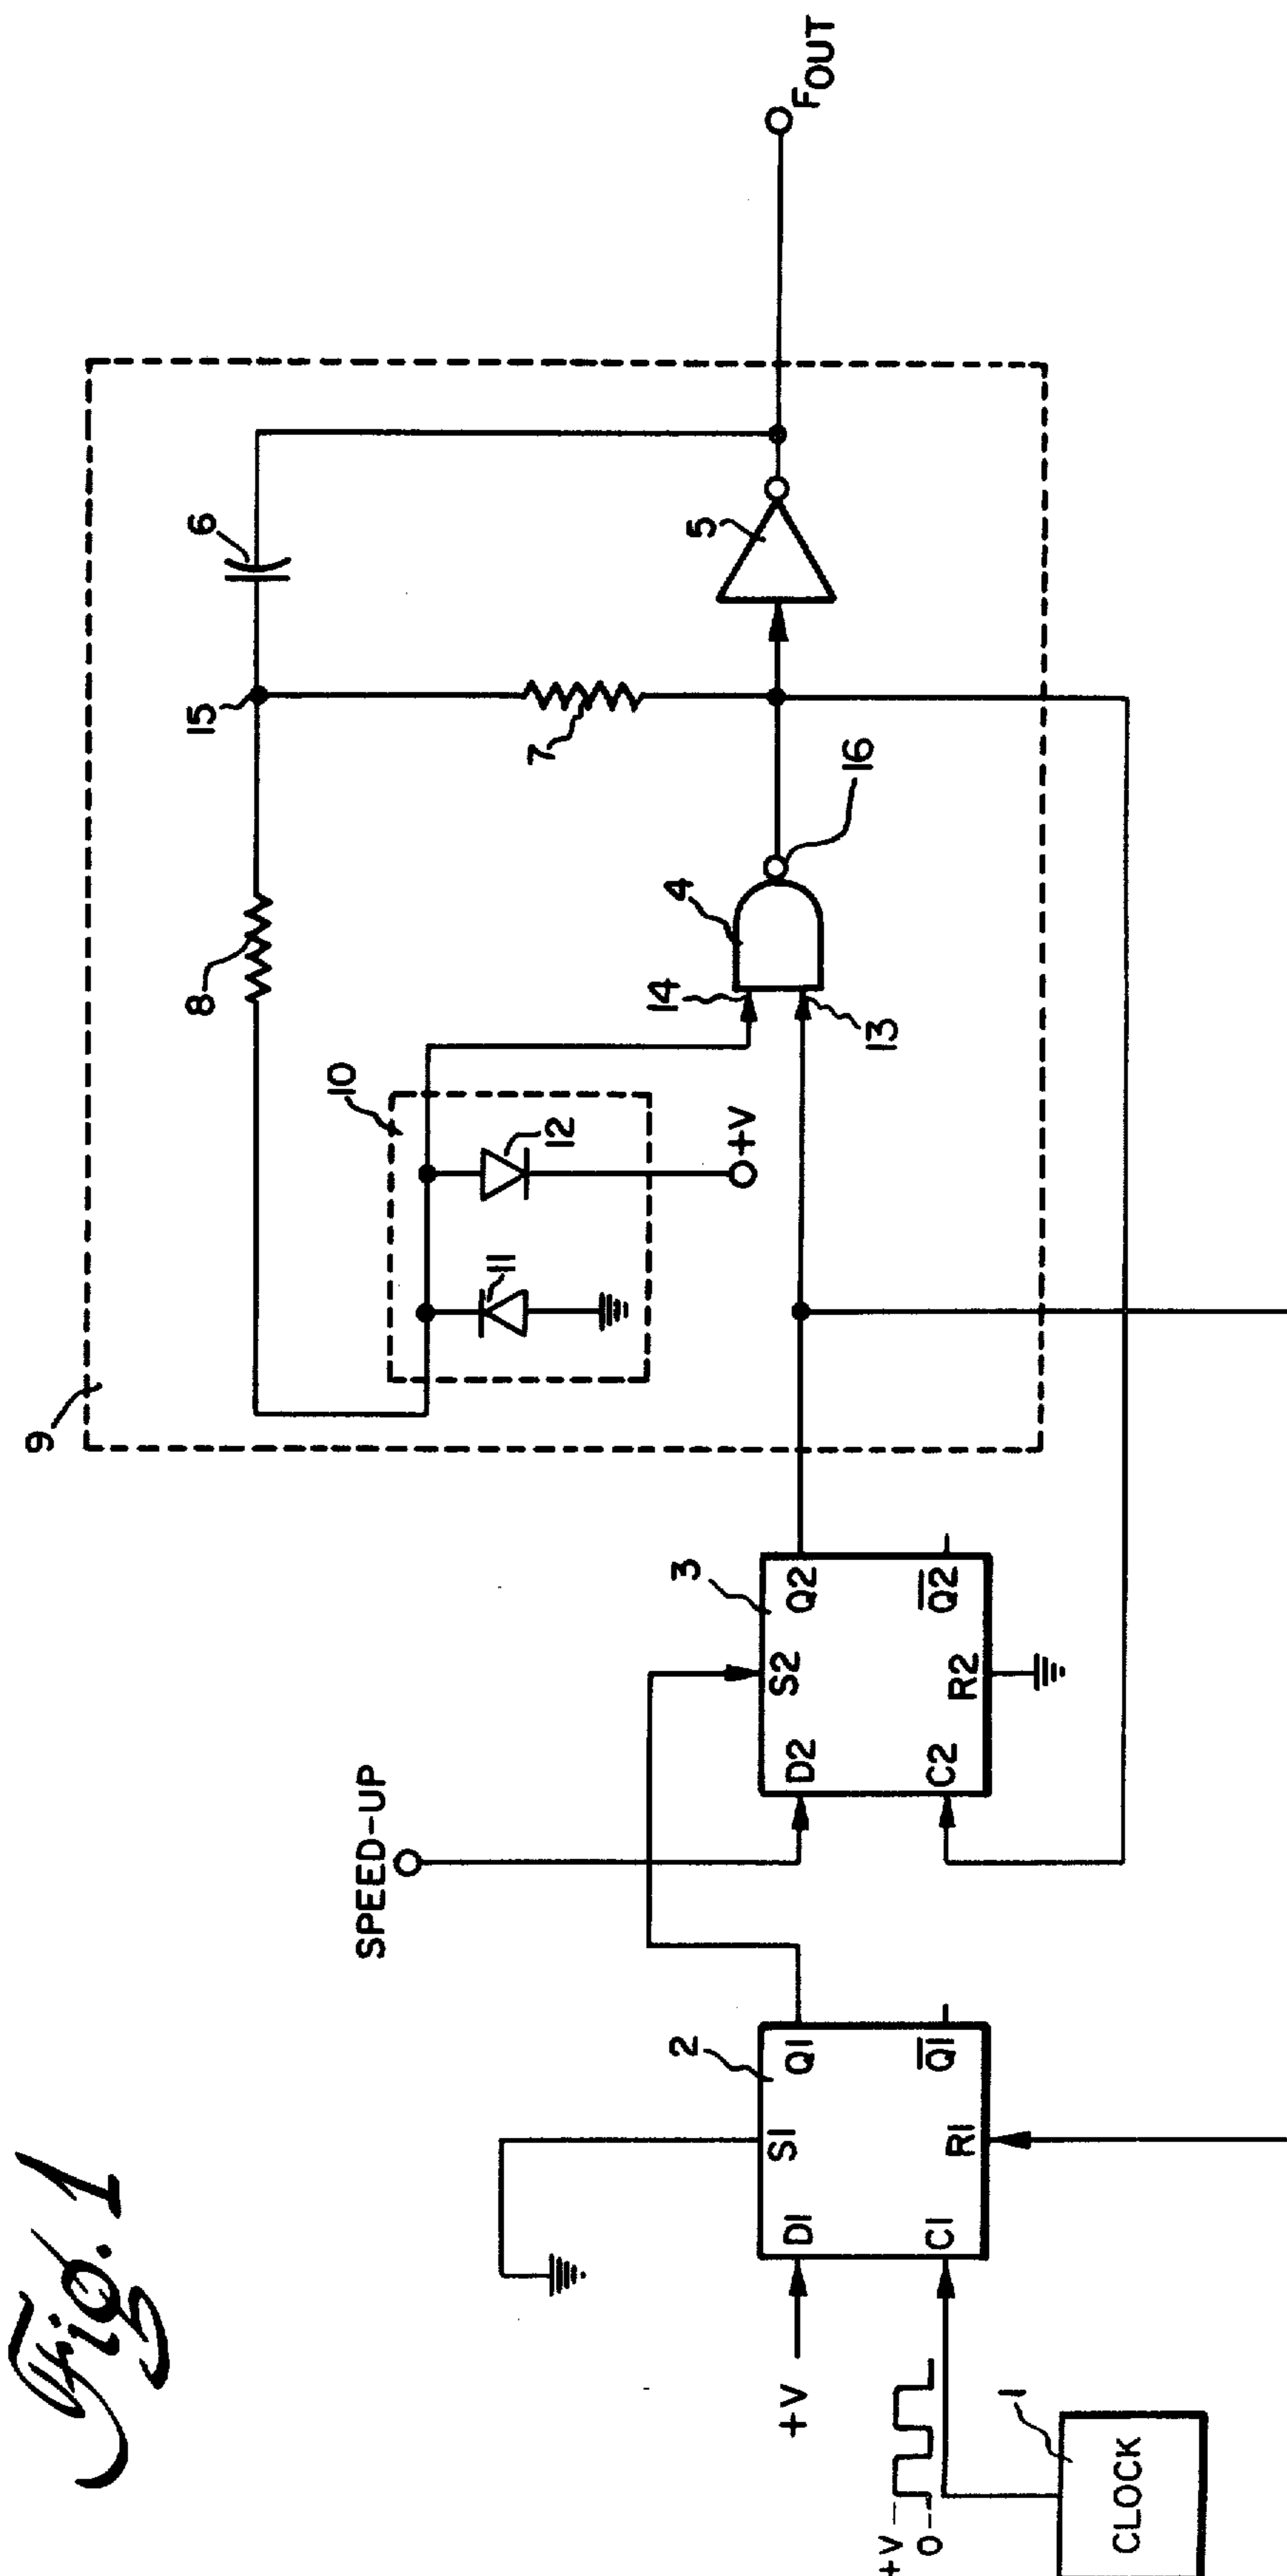 Fig. 1
9
6
15
8
7
5
FOUT
10
11
12
+V
14
4
13
16
SPEED-UP
3
S2
D2
Q2
C2
R2
Q̅2̅
2
S1
D1
Q1
C1
R1
Q̅1̅
+V
+V
0
1
CLOCK